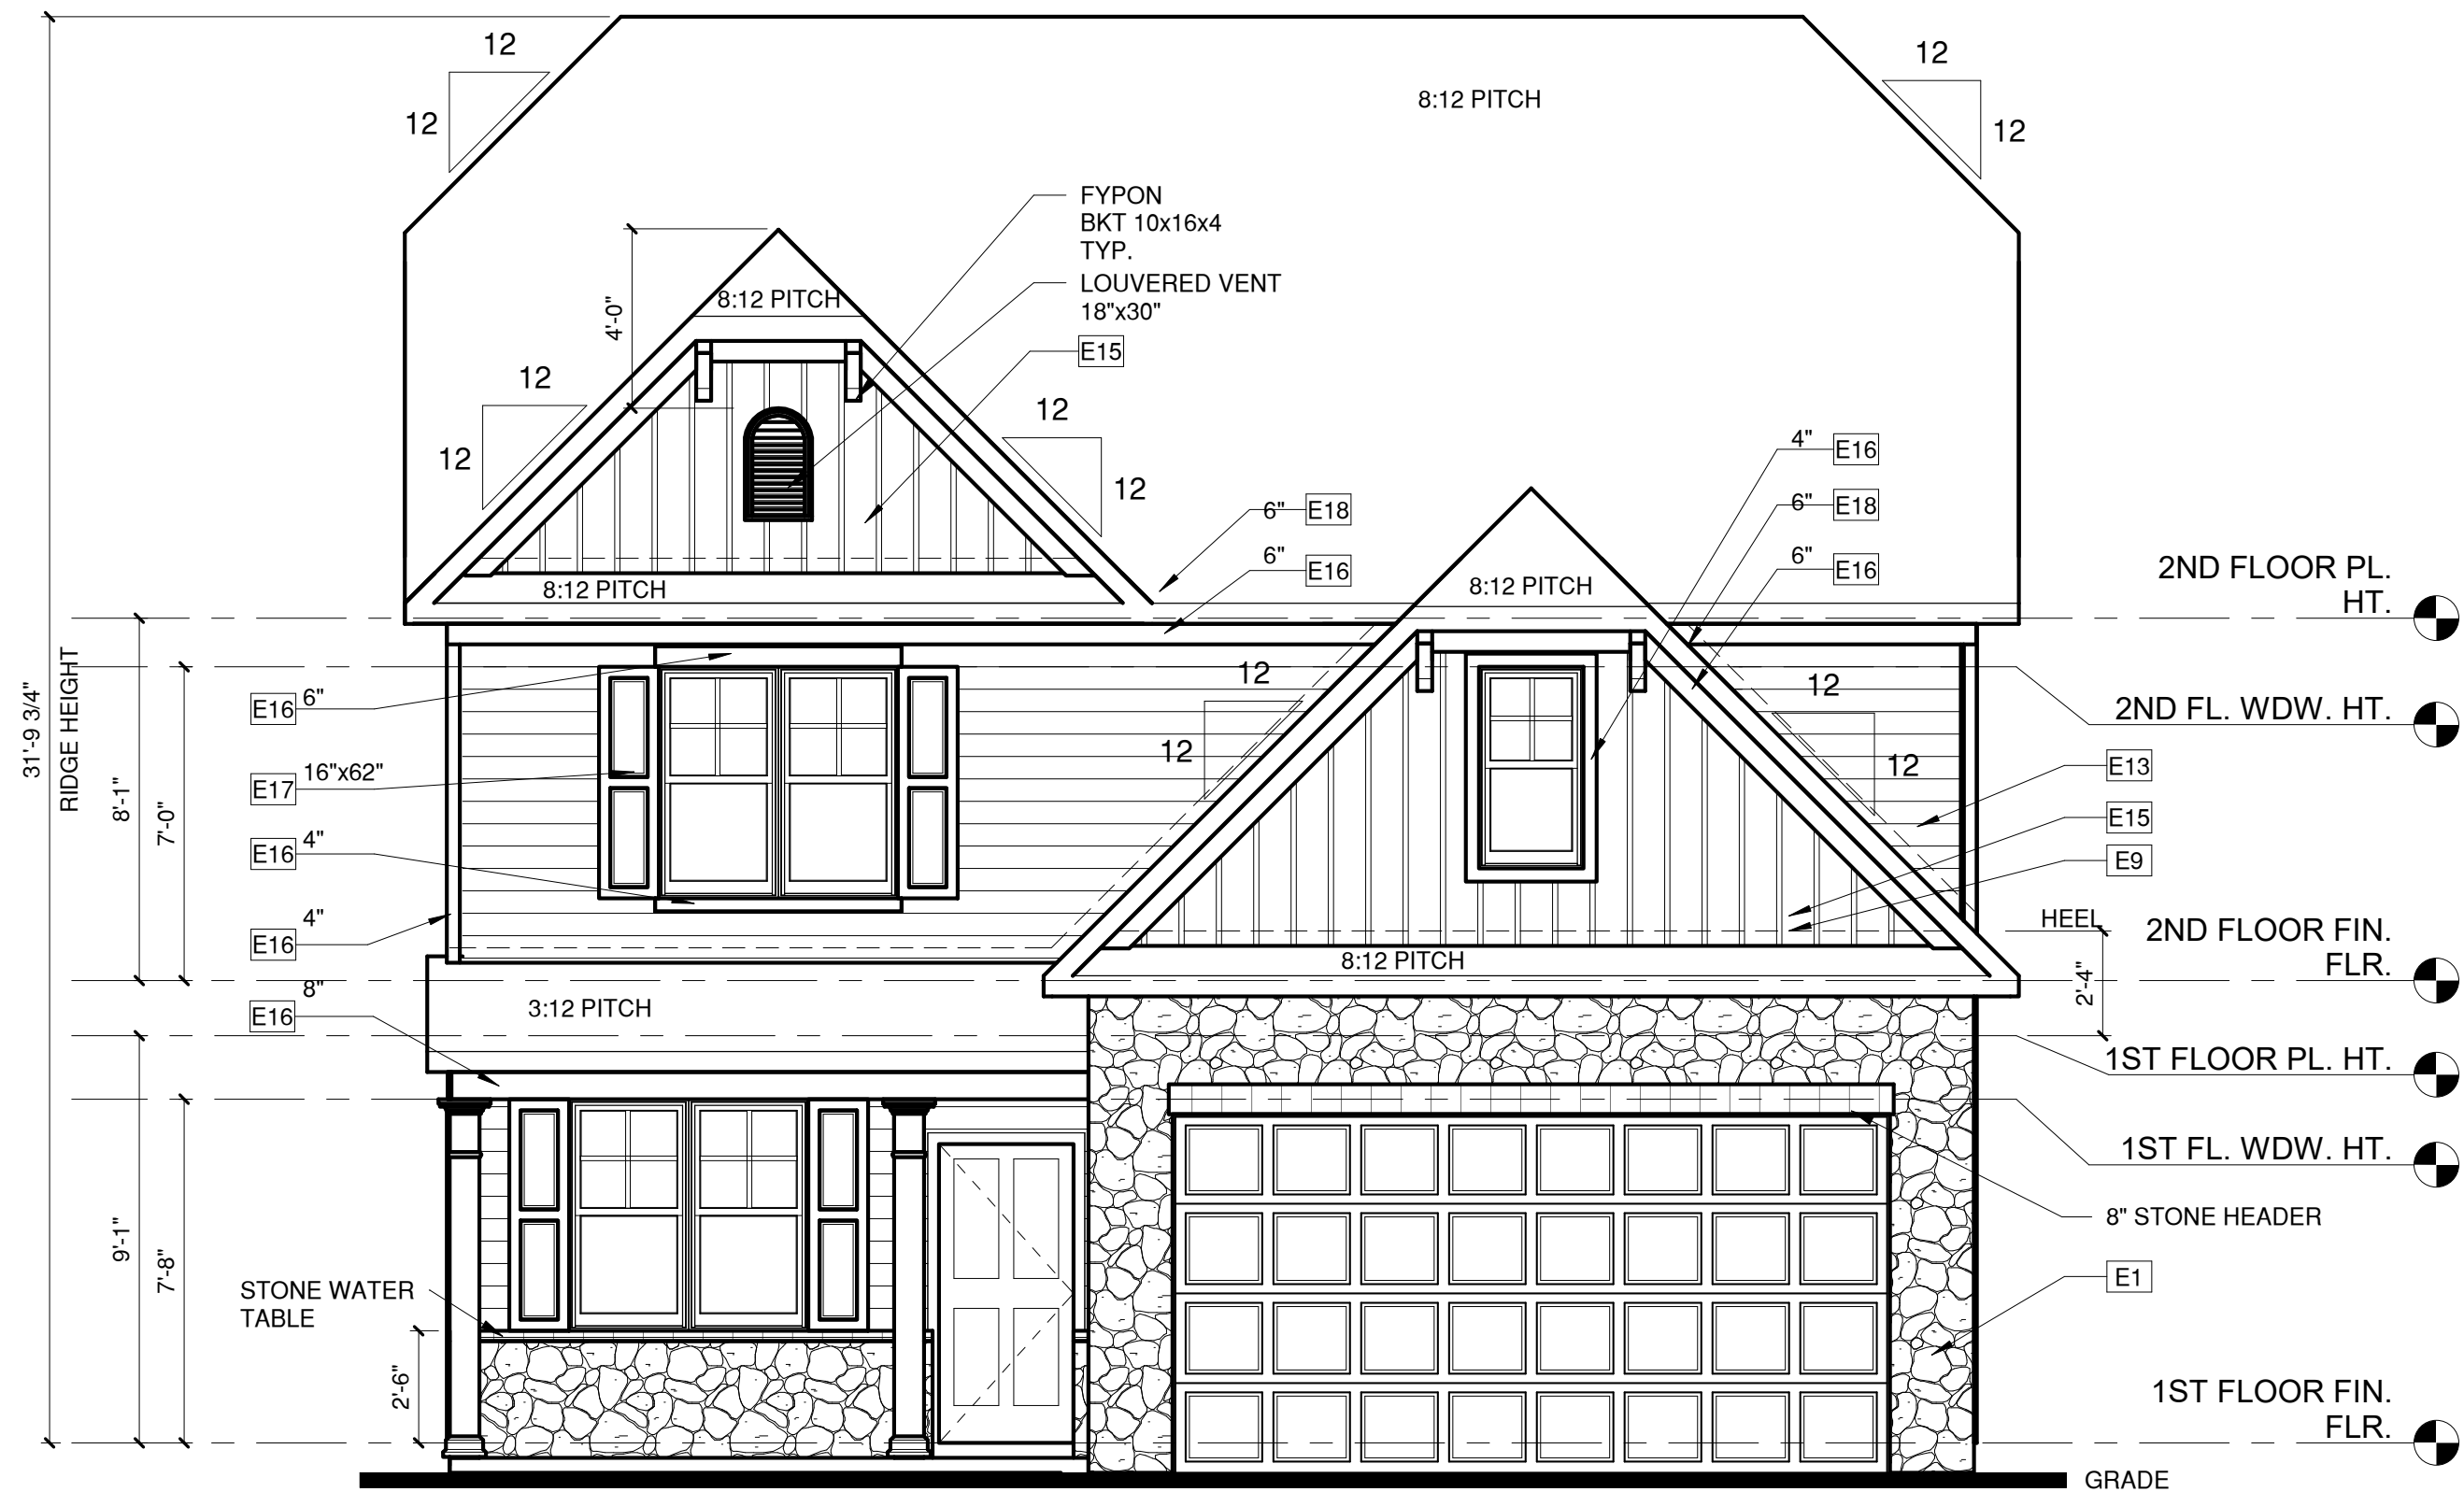 12
12
12
12
8:12 PITCH
FYPON
BKT 10x16x4
TYP.
LOUVERED VENT
18"x30"
E15
4'-0"
8:12 PITCH
12
12
12
12
4" E16
6" E18
6" E16
6" E18
6" E16
8:12 PITCH
8:12 PITCH
2ND FLOOR PL.
HT.
31'-9 3/4"
RIDGE HEIGHT
8'-1"
7'-0"
E16 6"
12
12
12
12
2ND FL. WDW. HT.
E17 16"x62"
E13
E15
E9
E16 4"
E16 4"
HEEL
2ND FLOOR FIN.
FLR.
2'-4"
8:12 PITCH
E16 8"
3:12 PITCH
1ST FLOOR PL. HT.
1ST FL. WDW. HT.
8" STONE HEADER
9'-1"
7'-8"
E1
STONE WATER
TABLE
2'-6"
1ST FLOOR FIN.
FLR.
GRADE